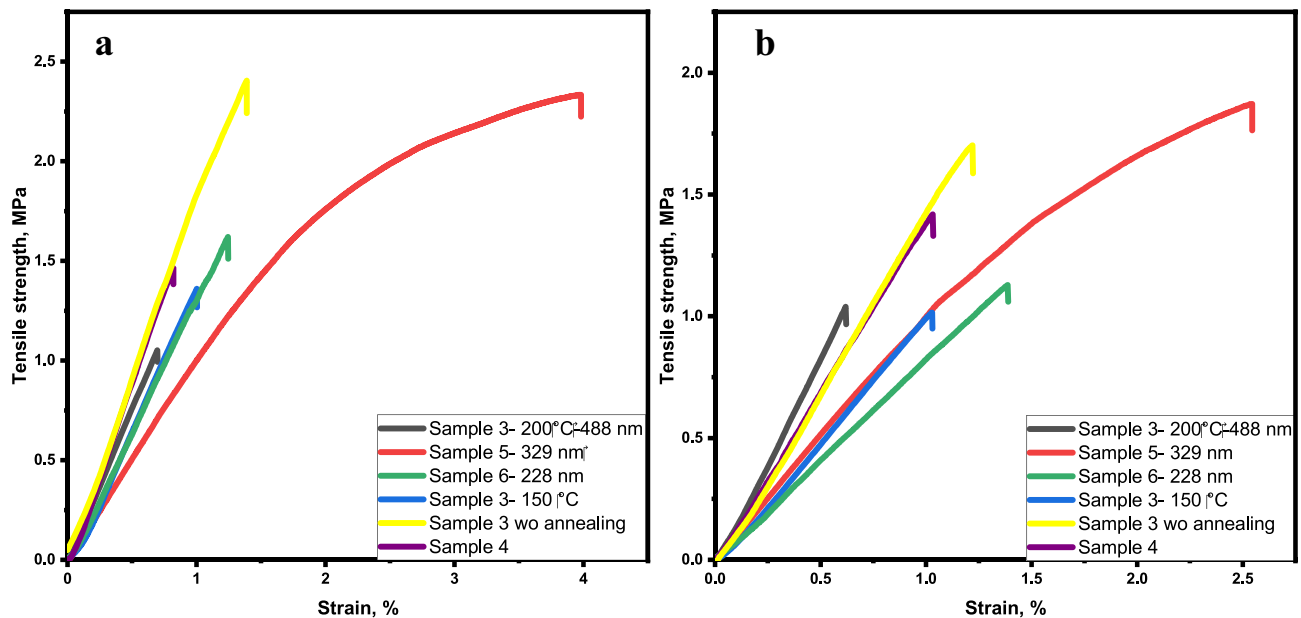 a
Tensile strength, MPa
2.5
2.0
1.5
1.0
0.5
0.0
0
1
2
3
4
Strain, %
Sample 3- 200°C-488 nm
Sample 5- 329 nm
Sample 6- 228 nm
Sample 3- 150 °C
Sample 3 wo annealing
Sample 4
b
Tensile strength, MPa
2.0
1.5
1.0
0.5
0.0
0.0
0.5
1.0
1.5
2.0
2.5
Strain, %
Sample 3- 200°C-488 nm
Sample 5- 329 nm
Sample 6- 228 nm
Sample 3- 150 °C
Sample 3 wo annealing
Sample 4